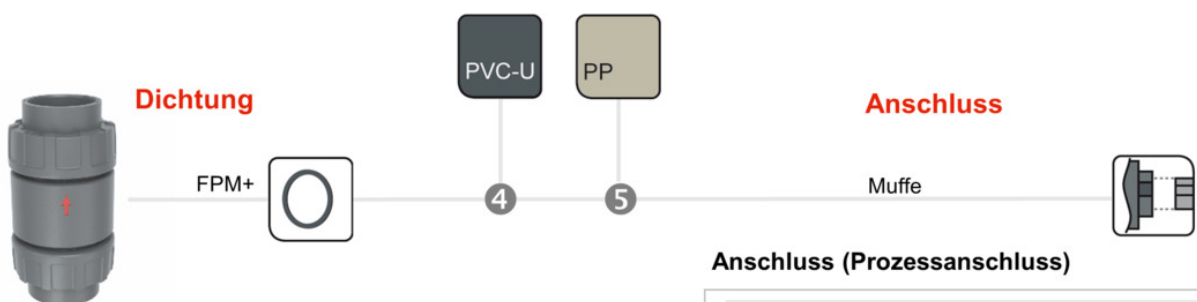 PVC-U
PP
Dichtung
Anschluss
FPM+
4
5
Muffe
Anschluss (Prozessanschluss)